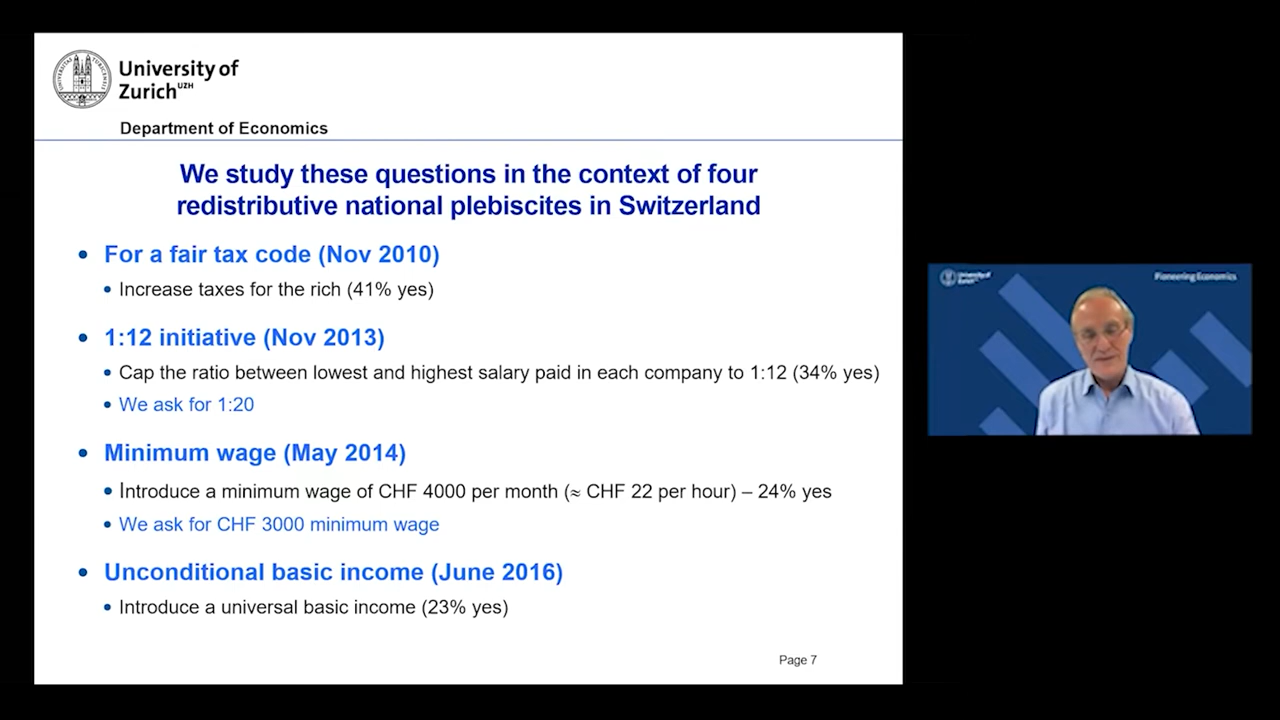 University of
Zurich UZH
Department of Economics
We study these questions in the context of four
redistributive national plebiscites in Switzerland
• For a fair tax code (Nov 2010)
• Increase taxes for the rich (41% yes)
• 1:12 initiative (Nov 2013)
• Cap the ratio between lowest and highest salary paid in each company to 1:12 (34% yes)
• We ask for 1:20
• Minimum wage (May 2014)
• Introduce a minimum wage of CHF 4000 per month (≈ CHF 22 per hour) – 24% yes
• We ask for CHF 3000 minimum wage
• Unconditional basic income (June 2016)
• Introduce a universal basic income (23% yes)
Page 7
University of
Zurich
Pioneering Economics